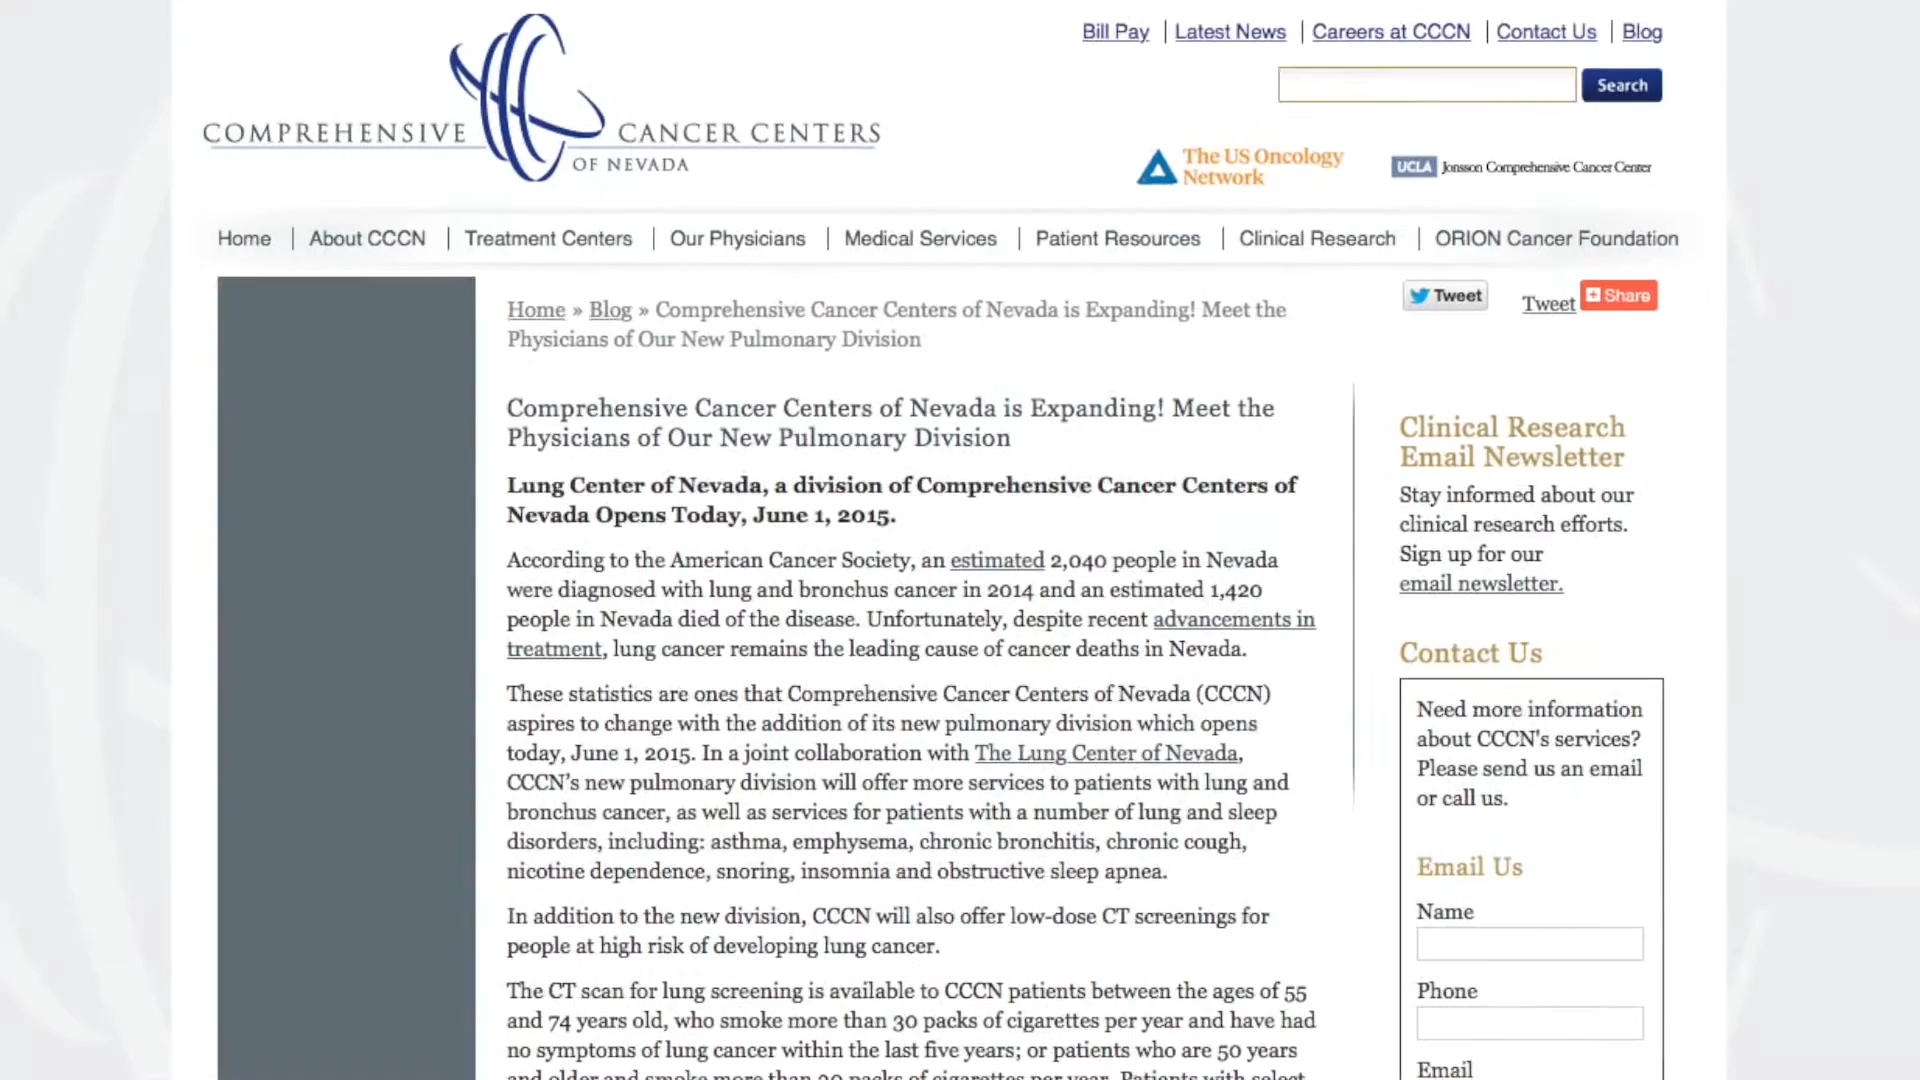 Bill Pay | Latest News | Careers at CCCN | Contact Us | Blog
Search
COMPREHENSIVE CANCER CENTERS
OF NEVADA
The US Oncology
Network
UCLA Jonsson Comprehensive Cancer Center
Home | About CCCN | Treatment Centers | Our Physicians | Medical Services | Patient Resources | Clinical Research | ORION Cancer Foundation
Home » Blog » Comprehensive Cancer Centers of Nevada is Expanding! Meet the
Physicians of Our New Pulmonary Division
Tweet
Tweet
Share
Comprehensive Cancer Centers of Nevada is Expanding! Meet the
Physicians of Our New Pulmonary Division
Lung Center of Nevada, a division of Comprehensive Cancer Centers of
Nevada Opens Today, June 1, 2015.
According to the American Cancer Society, an estimated 2,040 people in Nevada
were diagnosed with lung and bronchus cancer in 2014 and an estimated 1,420
people in Nevada died of the disease. Unfortunately, despite recent advancements in
treatment, lung cancer remains the leading cause of cancer deaths in Nevada.
These statistics are ones that Comprehensive Cancer Centers of Nevada (CCCN)
aspires to change with the addition of its new pulmonary division which opens
today, June 1, 2015. In a joint collaboration with The Lung Center of Nevada,
CCCN's new pulmonary division will offer more services to patients with lung and
bronchus cancer, as well as services for patients with a number of lung and sleep
disorders, including: asthma, emphysema, chronic bronchitis, chronic cough,
nicotine dependence, snoring, insomnia and obstructive sleep apnea.
In addition to the new division, CCCN will also offer low-dose CT screenings for
people at high risk of developing lung cancer.
The CT scan for lung screening is available to CCCN patients between the ages of 55
and 74 years old, who smoke more than 30 packs of cigarettes per year and have had
no symptoms of lung cancer within the last five years; or patients who are 50 years
and older and smoke more than 20 packs of cigarettes per year. Patients with select
Clinical Research
Email Newsletter
Stay informed about our
clinical research efforts.
Sign up for our
email newsletter.
Contact Us
Need more information
about CCCN's services?
Please send us an email
or call us.
Email Us
Name
Phone
Email